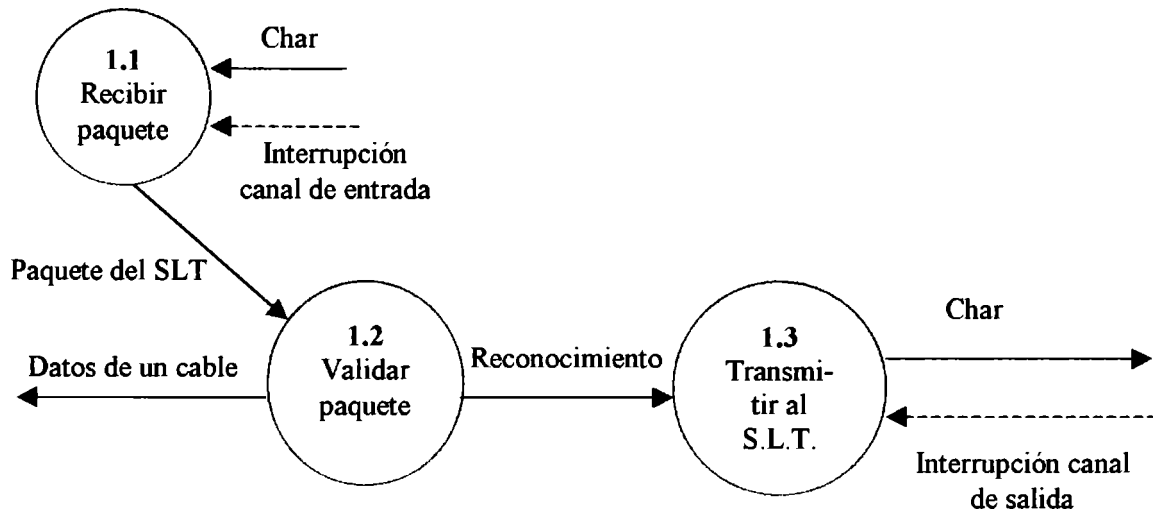 Char
1.1
Recibir
paquete
Interrupción
canal de entrada
Paquete del SLT
1.2
Validar
paquete
Datos de un cable
Reconocimiento
1.3
Transmi-
tir al
S.L.T.
Char
Interrupción canal
de salida